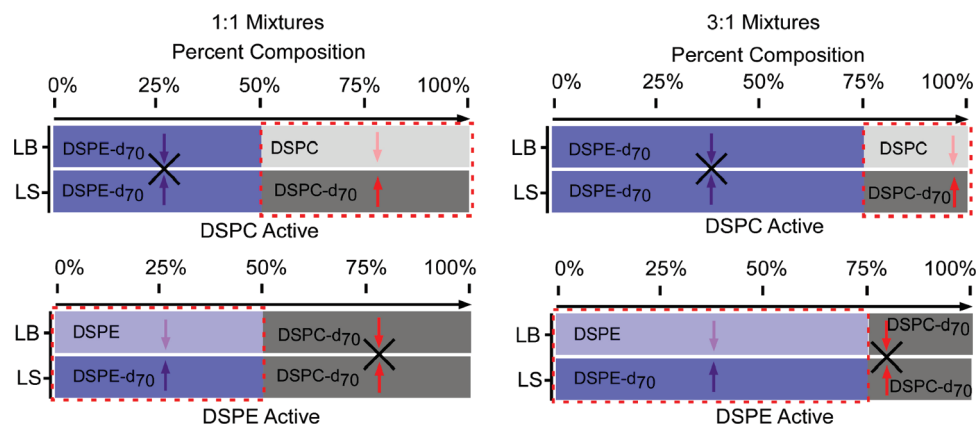 1:1 Mixtures
Percent Composition
0% 25% 50% 75% 100%
LB DSPE-d70 DSPC
LS DSPE-d70 DSPC-d70
DSPC Active
0% 25% 50% 75% 100%
LB DSPE DSPC-d70
LS DSPE-d70 DSPC-d70
DSPE Active
3:1 Mixtures
Percent Composition
0% 25% 50% 75% 100%
LB DSPE-d70 DSPC
LS DSPE-d70 DSPC-d70
DSPC Active
0% 25% 50% 75% 100%
LB DSPE DSPC-d70
LS DSPE-d70 DSPC-d70
DSPE Active